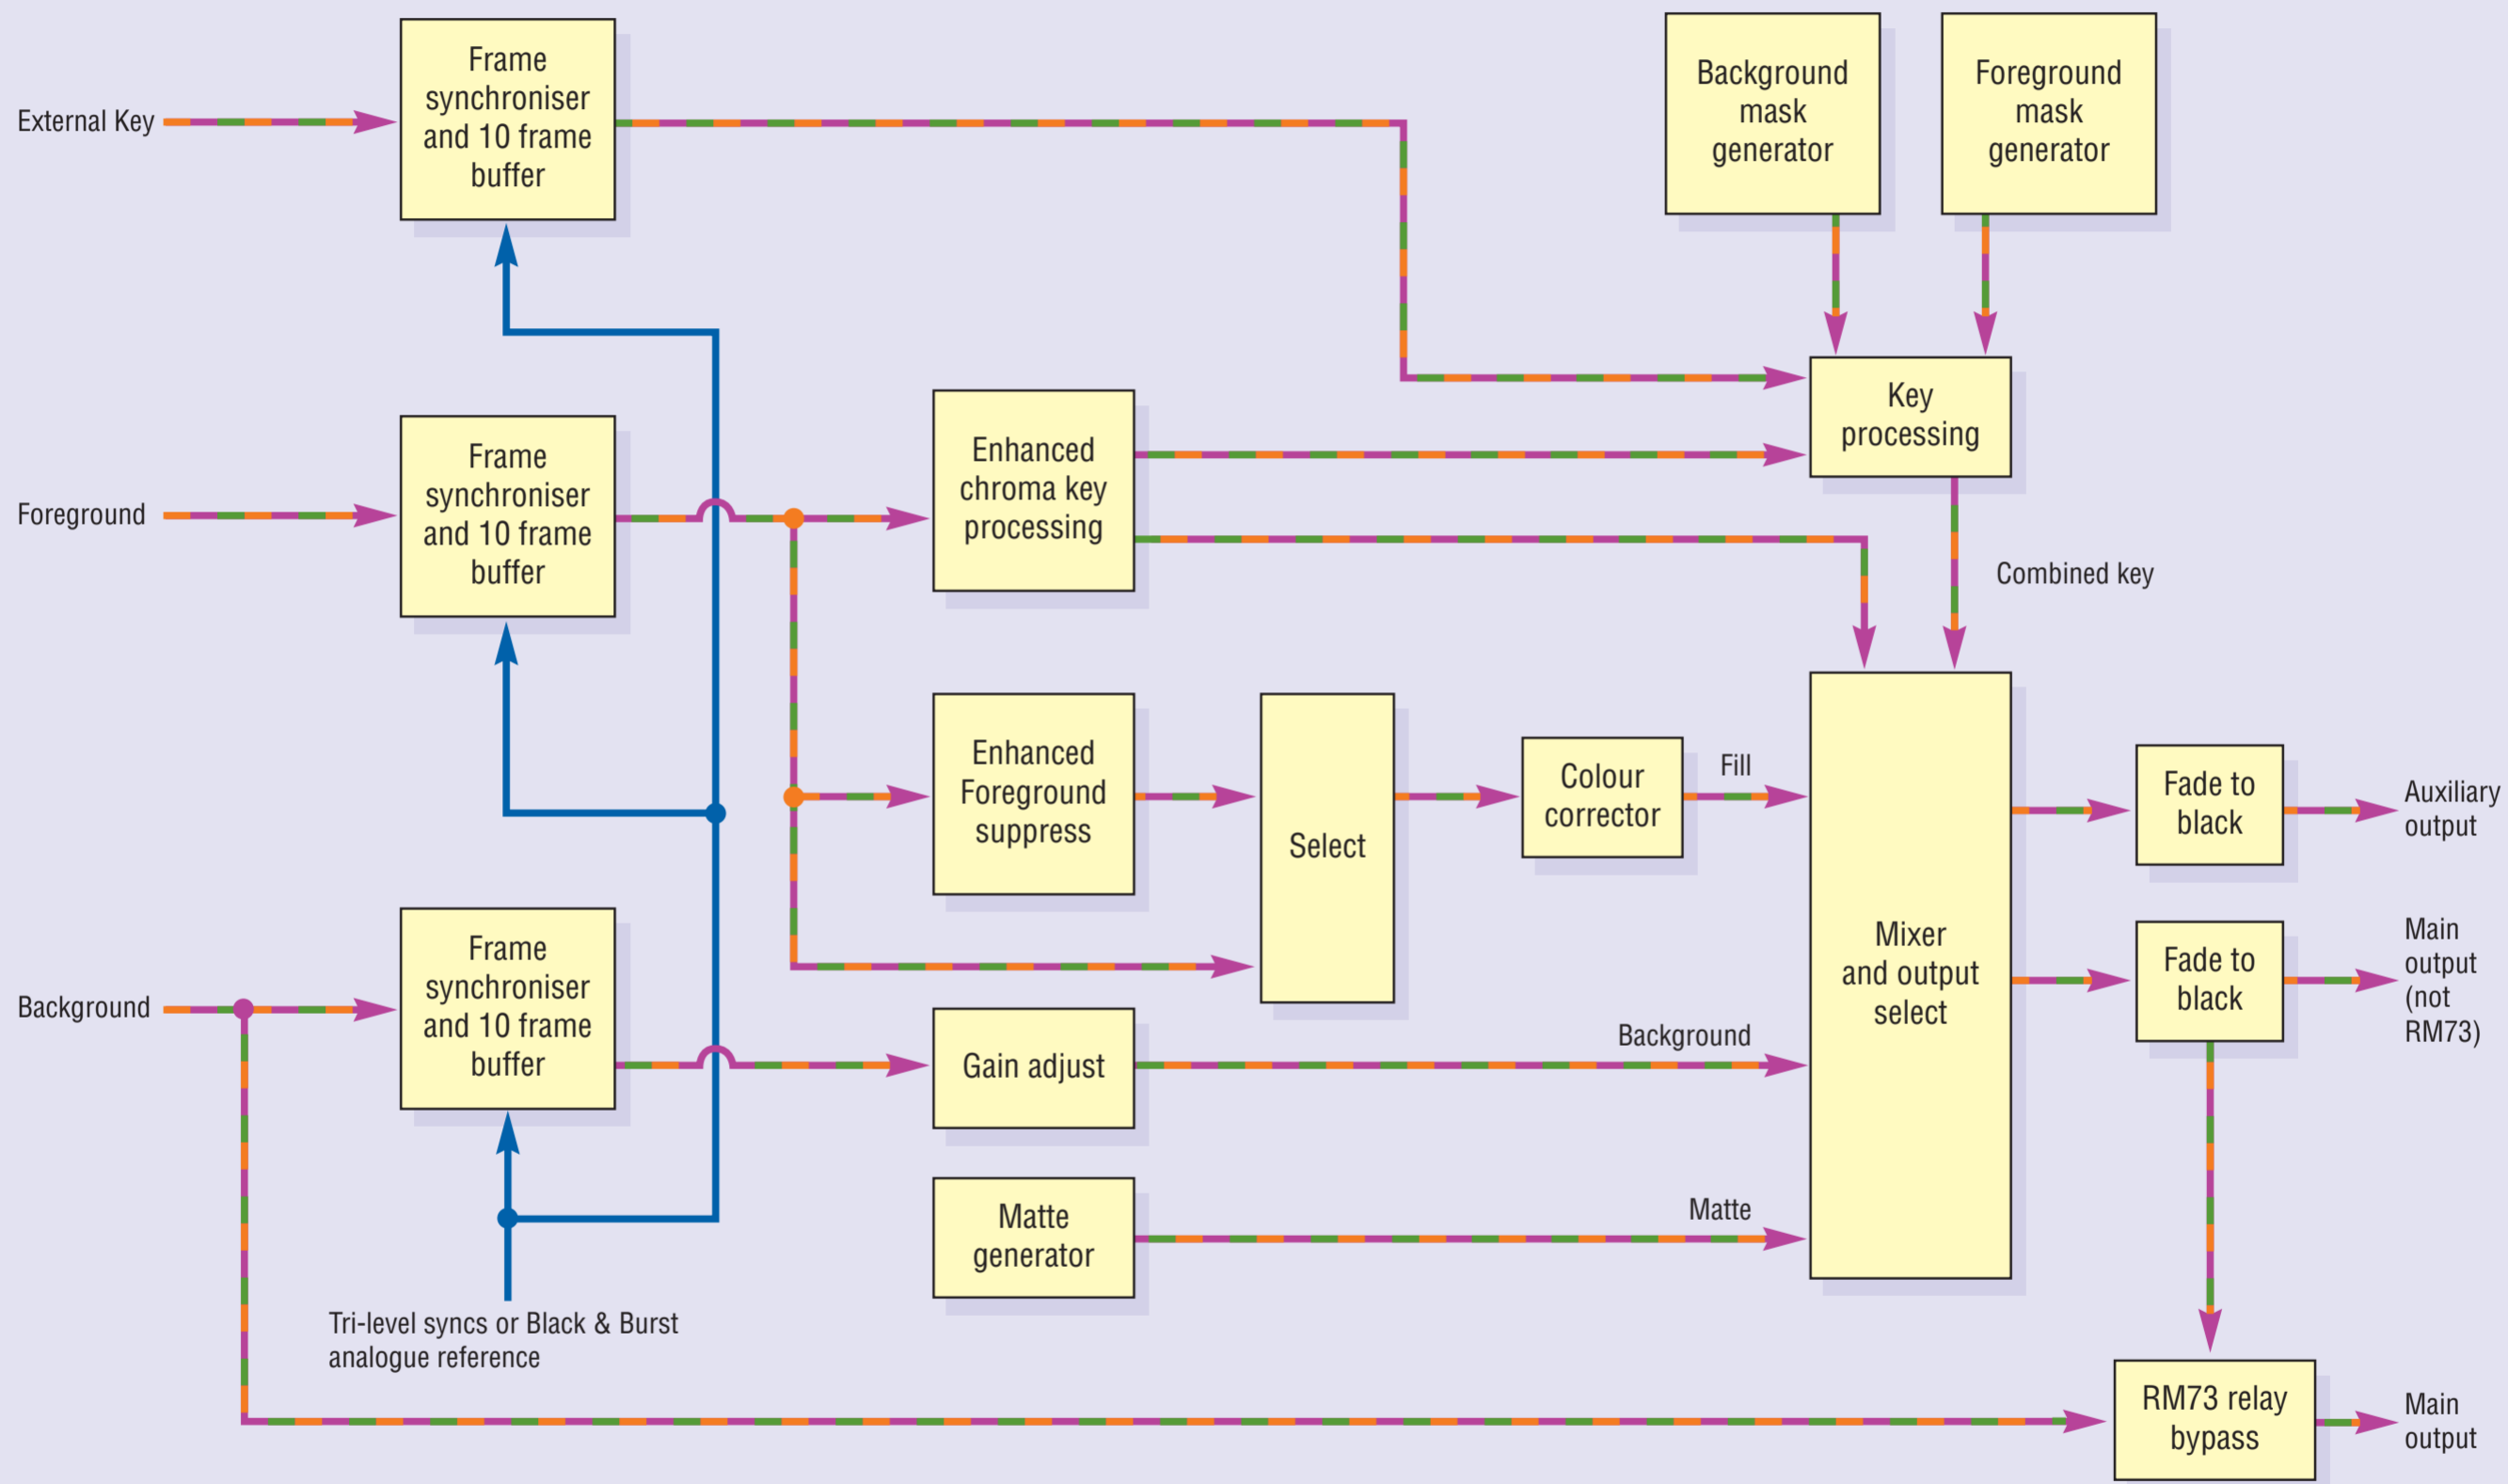 External Key
Frame
synchroniser
and 10 frame
buffer
Background
mask
generator
Foreground
mask
generator
Key
processing
Foreground
Frame
synchroniser
and 10 frame
buffer
Enhanced
chroma key
processing
Combined key
Enhanced
Foreground
suppress
Select
Colour
corrector
Fill
Mixer
and output
select
Fade to
black
Auxiliary
output
Background
Frame
synchroniser
and 10 frame
buffer
Gain adjust
Background
Fade to
black
Main
output
(not
RM73)
Matte
generator
Matte
Tri-level syncs or Black & Burst
analogue reference
RM73 relay
bypass
Main
output